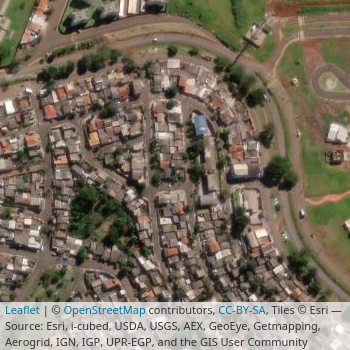 Leaflet | © OpenStreetMap contributors, CC-BY-SA, Tiles © Esri —
Source: Esri, i-cubed, USDA, USGS, AEX, GeoEye, Getmapping,
Aerogrid, IGN, IGP, UPR-EGP, and the GIS User Community